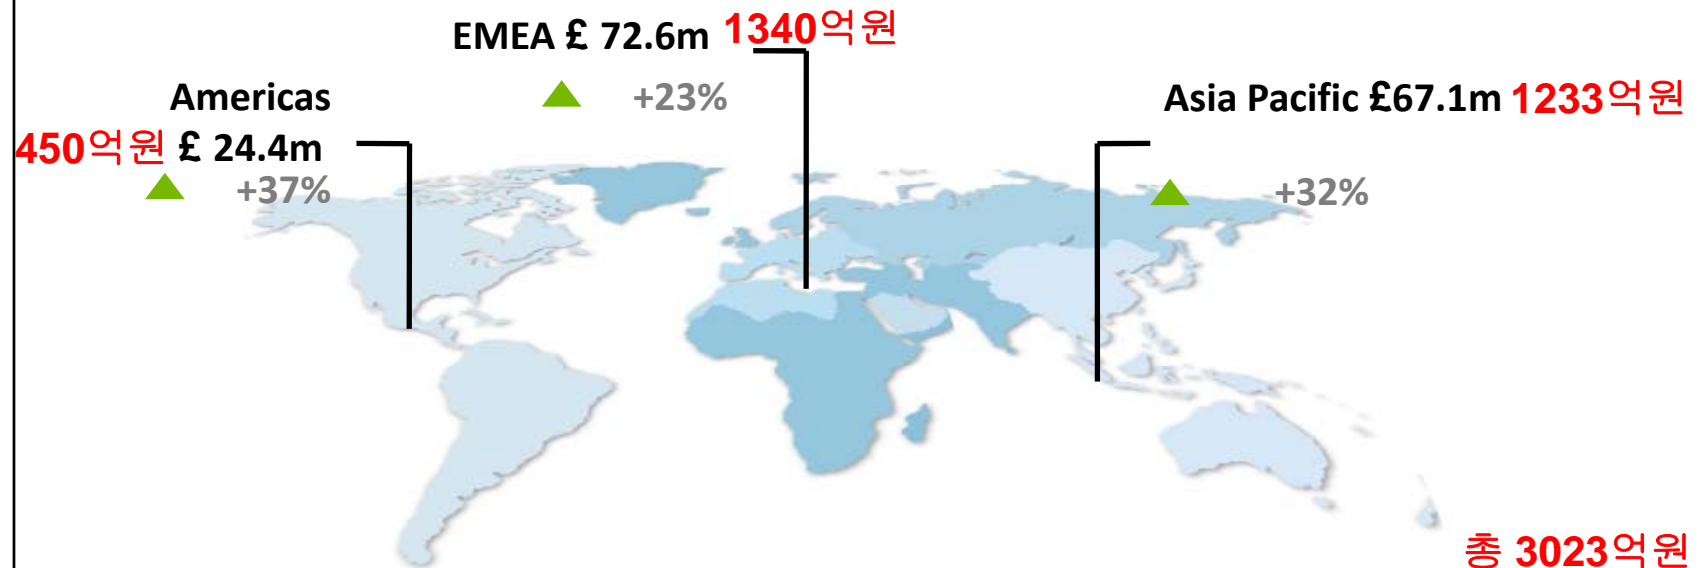 EMEA £ 72.6m 1340억원
+23%
Americas
450억원 £ 24.4m
+37%
Asia Pacific £67.1m 1233억원
+32%
총 3023억원